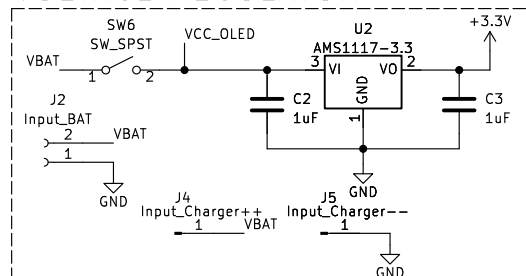 SW6
SW_SPST
VCC_OLED
U2
AMS1117-3.3
+3.3V
VBAT
1
2
3
VI
VO
2
GND
1
C2
1uF
C3
1uF
J2
Input_BAT
2
VBAT
1
GND
GND
J4
Input_Charger++
1
VBAT
J5
Input_Charger--
1
GND